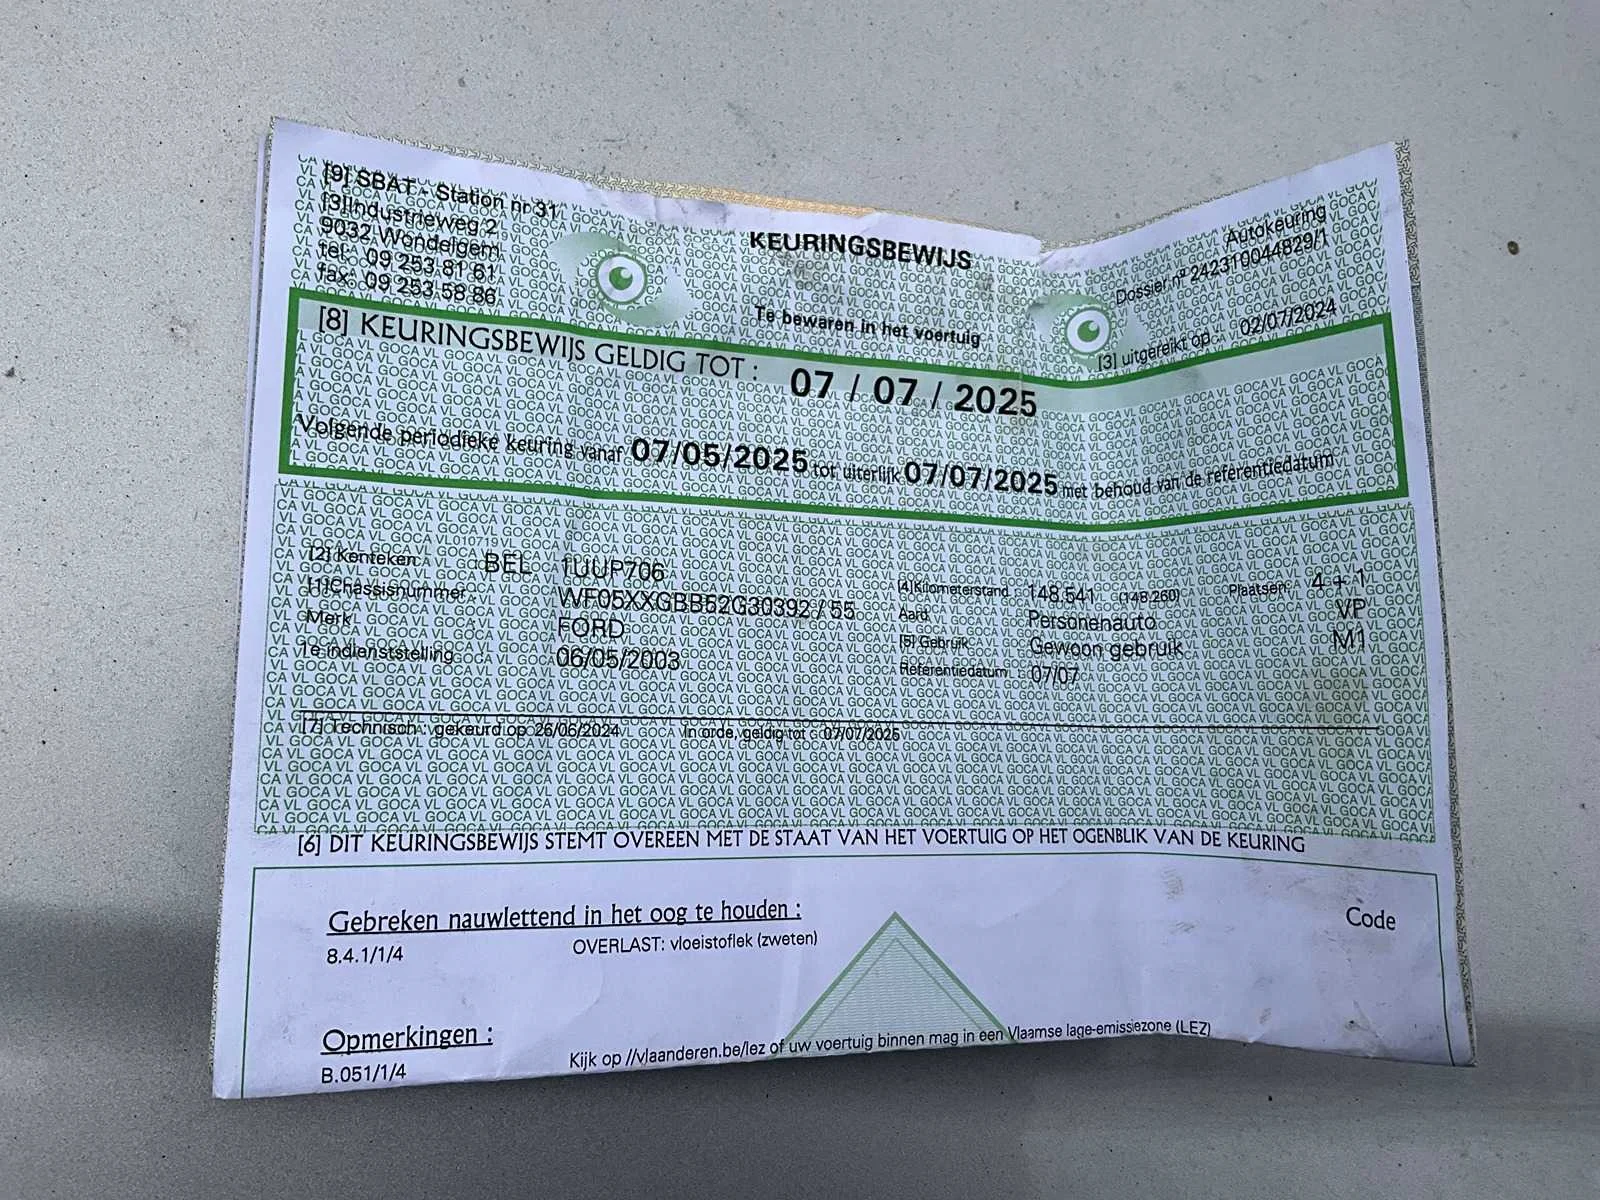 [9] SBAT - Station nr 31
[3]Industrieweg 2
9032 Wondelgem
tel: 09 253.81 61
fax: 09 253.58 86
KEURINGSBEWIJS
Te bewaren in het voertuig
Autokeuring
Dossier n° 242310044829/1
[3] uitgereikt op 02/07/2024
[8] KEURINGSBEWIJS GELDIG TOT : 07 / 07 / 2025
Volgende periodieke keuring vanaf 07/05/2025 tot uiterlijk 07/07/2025 met behoud van de referentiedatum
[2] Kenteken BEL 1UUP706
[1]Chassisnummer WF05XXGBB52G30392 / 55
Merk FORD
1e indienststelling 06/05/2003
[4]Kilometerstand : 148.541 (148.260) Plaatsen: 4 + 1
Aard Personenauto VP
[5] Gebruik Gewoon gebruik M1
Referentiedatum : 07/07
[7] Technisch : gekeurd op 26/06/2024 In orde, geldig tot : 07/07/2025
[6] DIT KEURINGSBEWIJS STEMT OVEREEN MET DE STAAT VAN HET VOERTUIG OP HET OGENBLIK VAN DE KEURING
Gebreken nauwlettend in het oog te houden : Code
8.4.1/1/4 OVERLAST: vloeistoflek (zweten)
Opmerkingen :
B.051/1/4 Kijk op //vlaanderen.be/lez of uw voertuig binnen mag in een Vlaamse lage-emissiezone (LEZ)